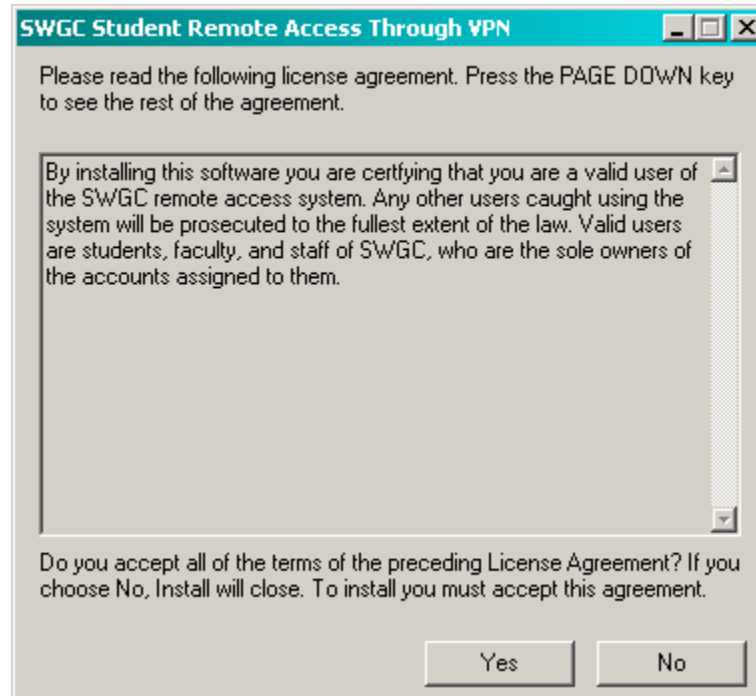 SWGC Student Remote Access Through VPN
Please read the following license agreement. Press the PAGE DOWN key
to see the rest of the agreement.
By installing this software you are certfying that you are a valid user of
the SWGC remote access system. Any other users caught using the
system will be prosecuted to the fullest extent of the law. Valid users
are students, faculty, and staff of SWGC, who are the sole owners of
the accounts assigned to them.
Do you accept all of the terms of the preceding License Agreement? If you
choose No, Install will close. To install you must accept this agreement.
Yes
No